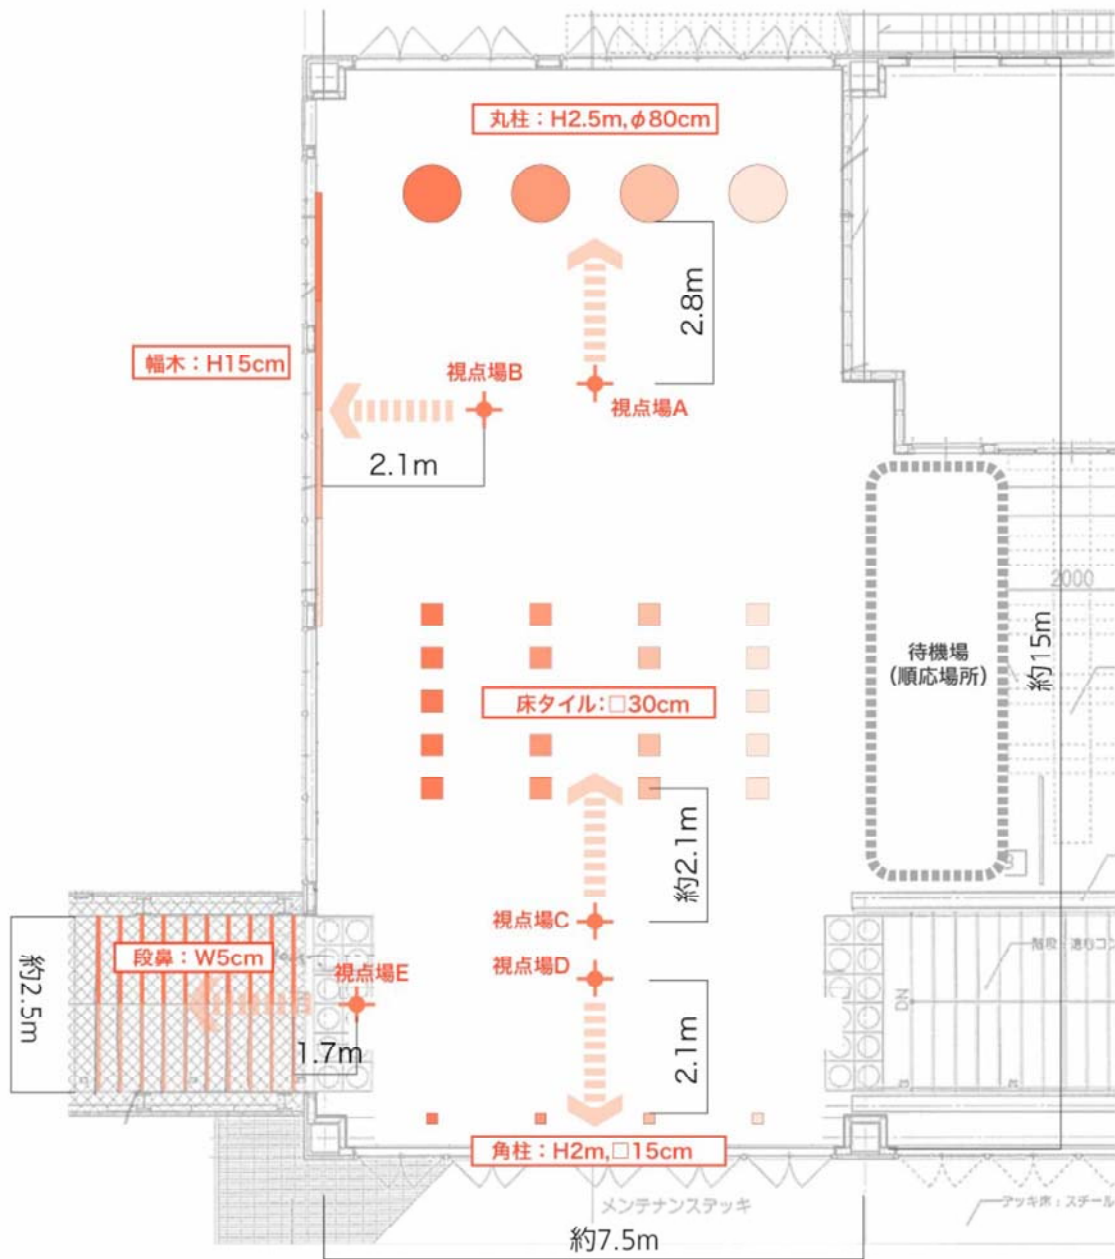 丸柱：H2.5m,φ80cm
2.8m
幅木：H15cm
視点場B
視点場A
2.1m
2000
待機場
（順応場所）
約15m
床タイル：□30cm
約2.1m
視点場C
段鼻：W5cm
視点場D
視点場E
約2.5m
1.7m
2.1m
DN
角柱：H2m,□15cm
メンテナンスデッキ
約7.5m